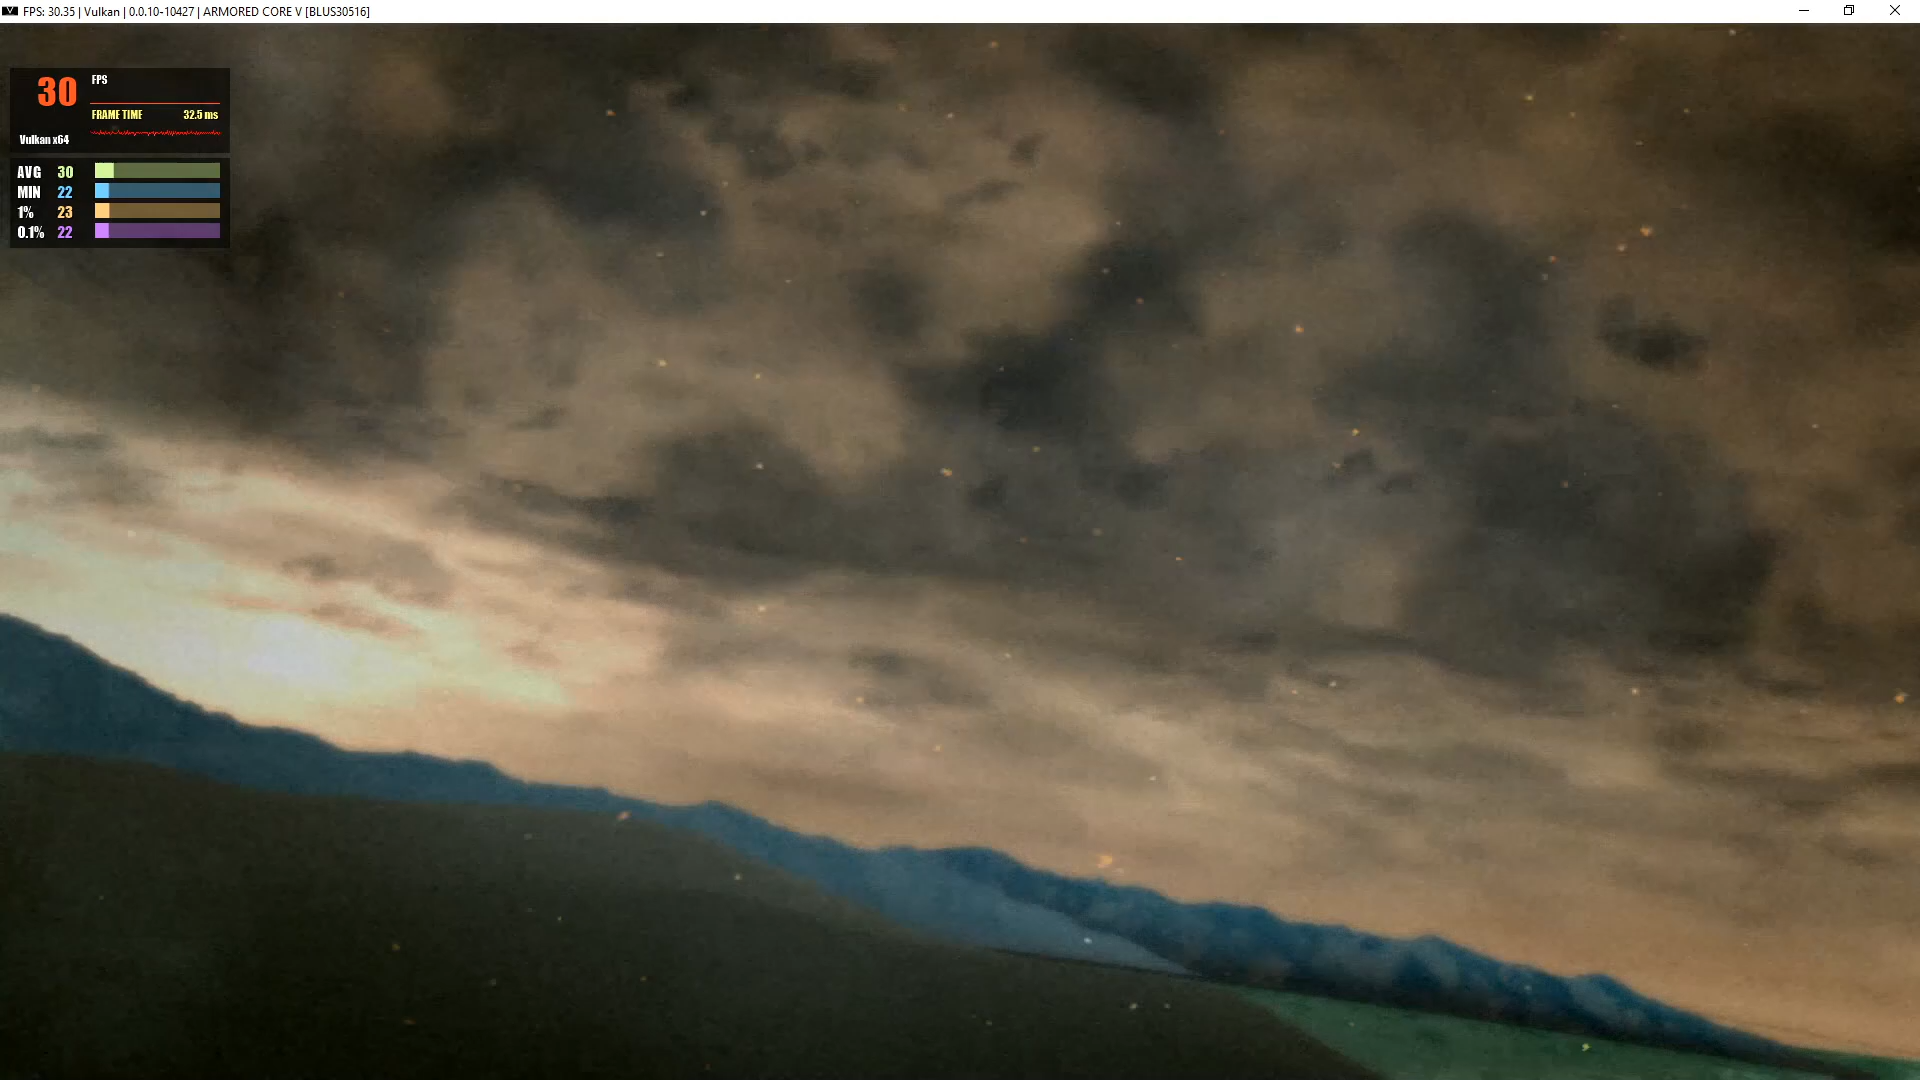 FPS: 30.35 | Vulkan | 0.0.10-10427 | ARMORED CORE V [BLUS30516]
30 FPS
FRAME TIME 32.5 ms
Vulkan x64
AVG 30
MIN 22
1% 23
0.1% 22